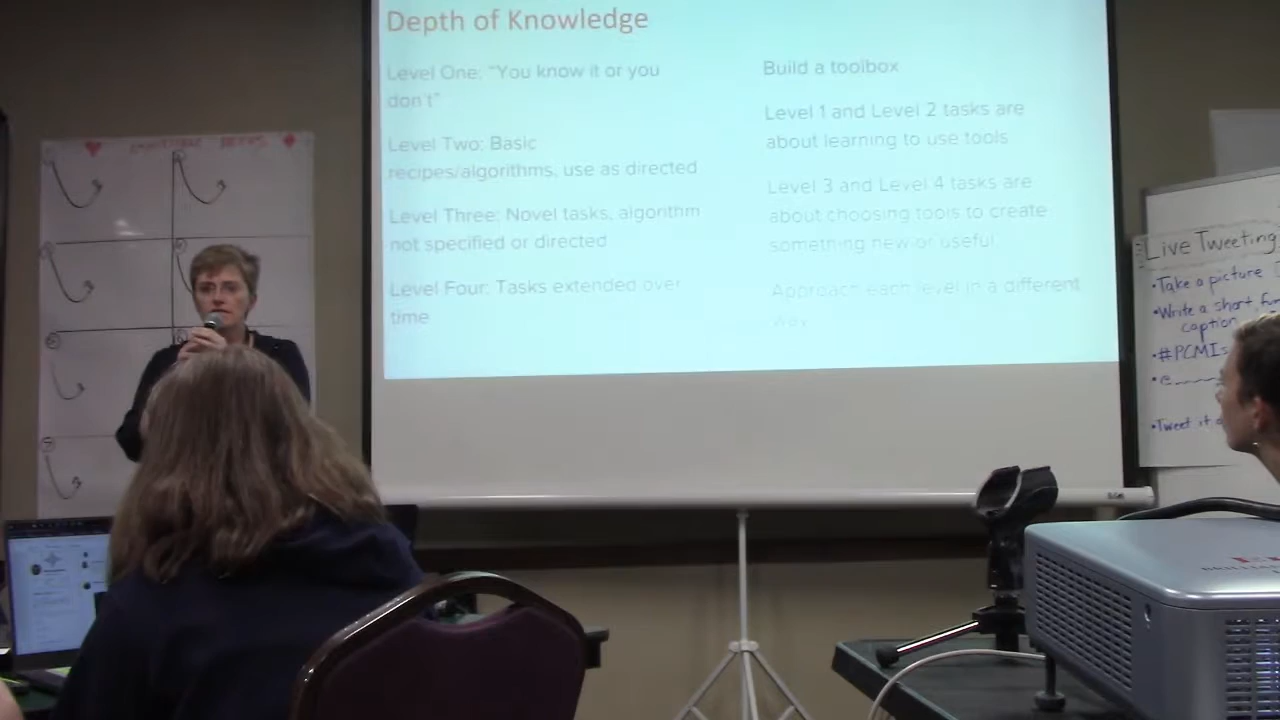 Depth of Knowledge
Level One: "You know it or you
don't"
Level Two: Basic
recipes/algorithms, use as directed
Level Three: Novel tasks, algorithm
not specified or directed
Level Four: Tasks extended over
time
Build a toolbox
Level 1 and Level 2 tasks are
about learning to use tools
Level 3 and Level 4 tasks are
about choosing tools to create
something new or useful
Approach each level in a different
way
Live Tweeting
•Take a picture
•Write a short fun
caption
#PCMIs
•Tweet it